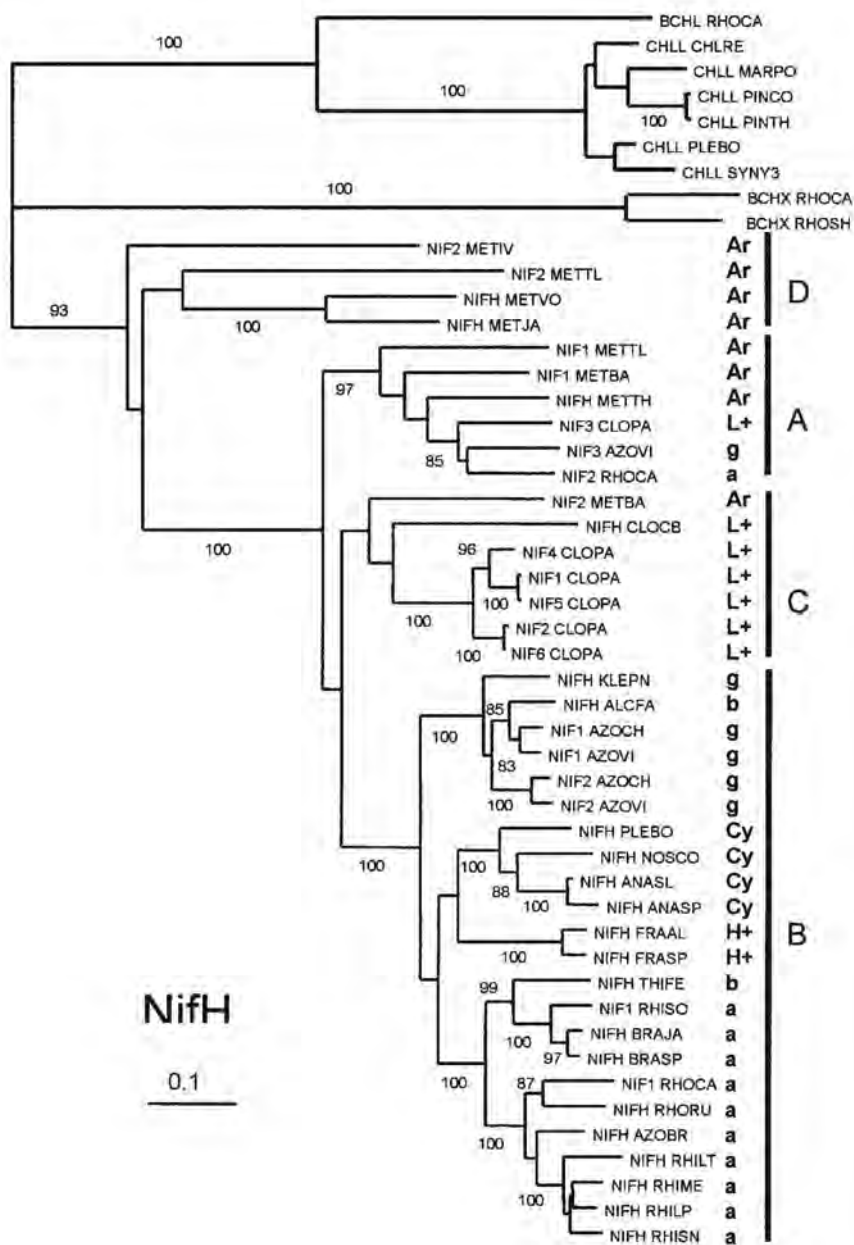 BCHL RHOCA
100
CHLL CHLRE
CHLL MARPO
100
CHLL PINCO
100
CHLL PINTH
CHLL PLEBO
CHLL SYNY3
100
BCHX RHOCA
BCHX RHOSH
NIF2 METIV Ar
NIF2 METTL Ar
D
NIFH METVO Ar
93
100
NIFH METJA Ar
NIF1 METTL Ar
NIF1 METBA Ar
97
NIFH METTH Ar
A
NIF3 CLOPA L+
NIF3 AZOVI g
85
NIF2 RHOCA a
NIF2 METBA Ar
NIFH CLOCB L+
100
96
NIF4 CLOPA L+
NIF1 CLOPA L+
C
100
NIF5 CLOPA L+
100
NIF2 CLOPA L+
100
NIF6 CLOPA L+
NIFH KLEPN g
85
NIFH ALCFA b
100
NIF1 AZOCH g
NIF1 AZOVI g
83
NIF2 AZOCH g
100
NIF2 AZOVI g
NIFH PLEBO Cy
100
100
NIFH NOSCO Cy
88
NIFH ANASL Cy
100
NIFH ANASP Cy
B
NIFH FRAAL H+
100
NIFH FRASP H+
99
NIFH THIFE b
NifH
NIF1 RHISO a
NIFH BRAJA a
100
97
NIFH BRASP a
0.1
100
87
NIF1 RHOCA a
NIFH RHORU a
100
NIFH AZOBR a
NIFH RHILT a
NIFH RHIME a
100
NIFH RHILP a
NIFH RHISN a